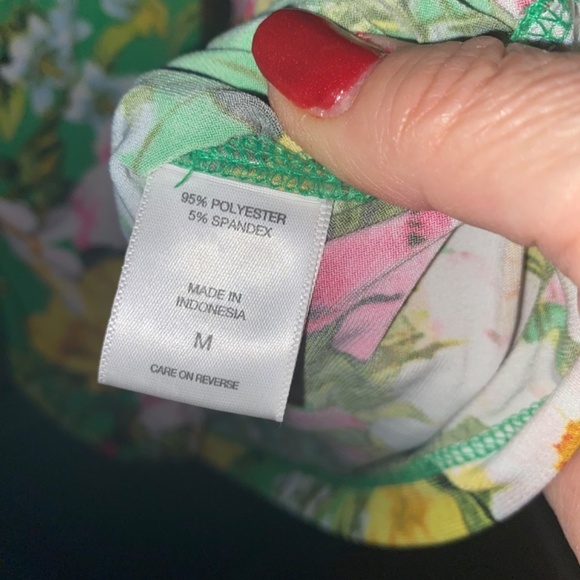 95% POLYESTER
5% SPANDEX
MADE IN
INDONESIA
M
CARE ON REVERSE